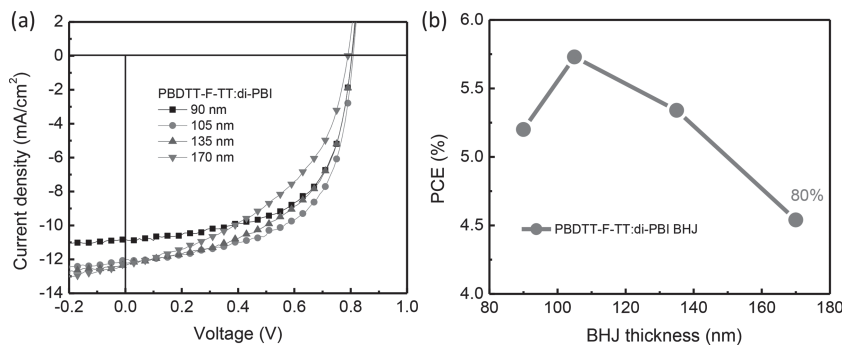 (a)
2
0
-2
-4
-6
-8
-10
-12
-14
Current density (mA/cm²)
PBDTT-F-TT:di-PBI
90 nm
105 nm
135 nm
170 nm
-0.2
0.0
0.2
0.4
0.6
0.8
1.0
Voltage (V)
(b)
6.0
5.5
5.0
4.5
4.0
PCE (%)
80%
PBDTT-F-TT:di-PBI BHJ
80
100
120
140
160
180
BHJ thickness (nm)